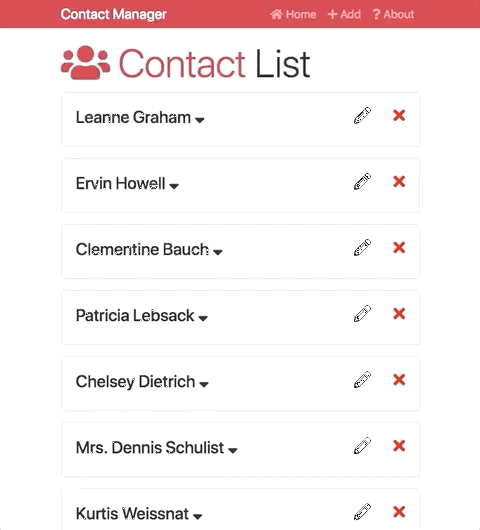 Contact Manager Home Add About
Contact List
Leanne Graham
Ervin Howell
Clementine Bauch
Patricia Lebsack
Chelsey Dietrich
Mrs. Dennis Schulist
Kurtis Weissnat